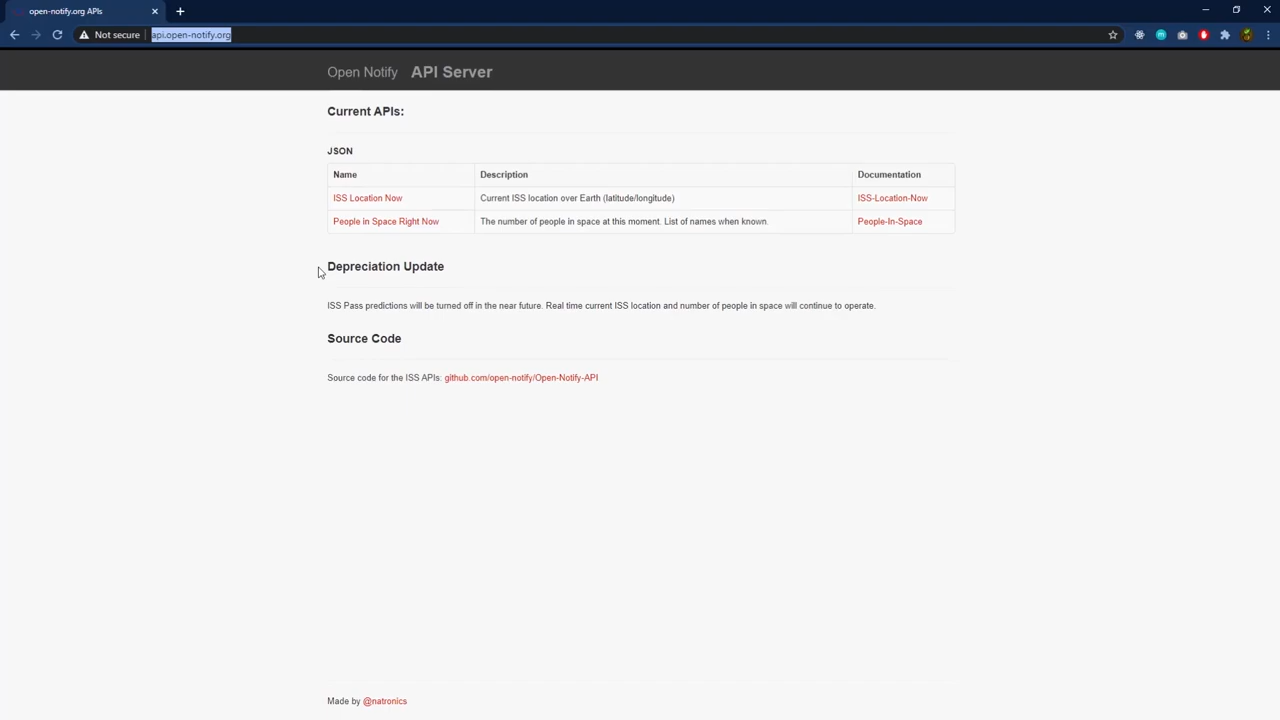 open-notify.org APIs
Not secure
api.open-notify.org
Open Notify API Server
Current APIs:
JSON
Name Description Documentation
ISS Location Now Current ISS location over Earth (latitude/longitude) ISS-Location-Now
People in Space Right Now The number of people in space at this moment. List of names when known. People-In-Space
Depreciation Update
ISS Pass predictions will be turned off in the near future. Real time current ISS location and number of people in space will continue to operate.
Source Code
Source code for the ISS APIs: github.com/open-notify/Open-Notify-API
Made by @natronics